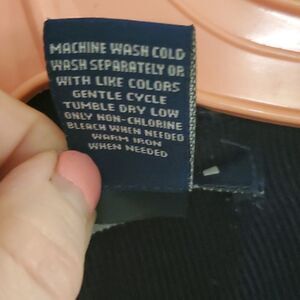 MACHINE WASH COLD
WASH SEPARATELY OR
WITH LIKE COLORS
GENTLE CYCLE
TUMBLE DRY LOW
ONLY NON-CHLORINE
BLEACH WHEN NEEDED
WARM IRON
WHEN NEEDED